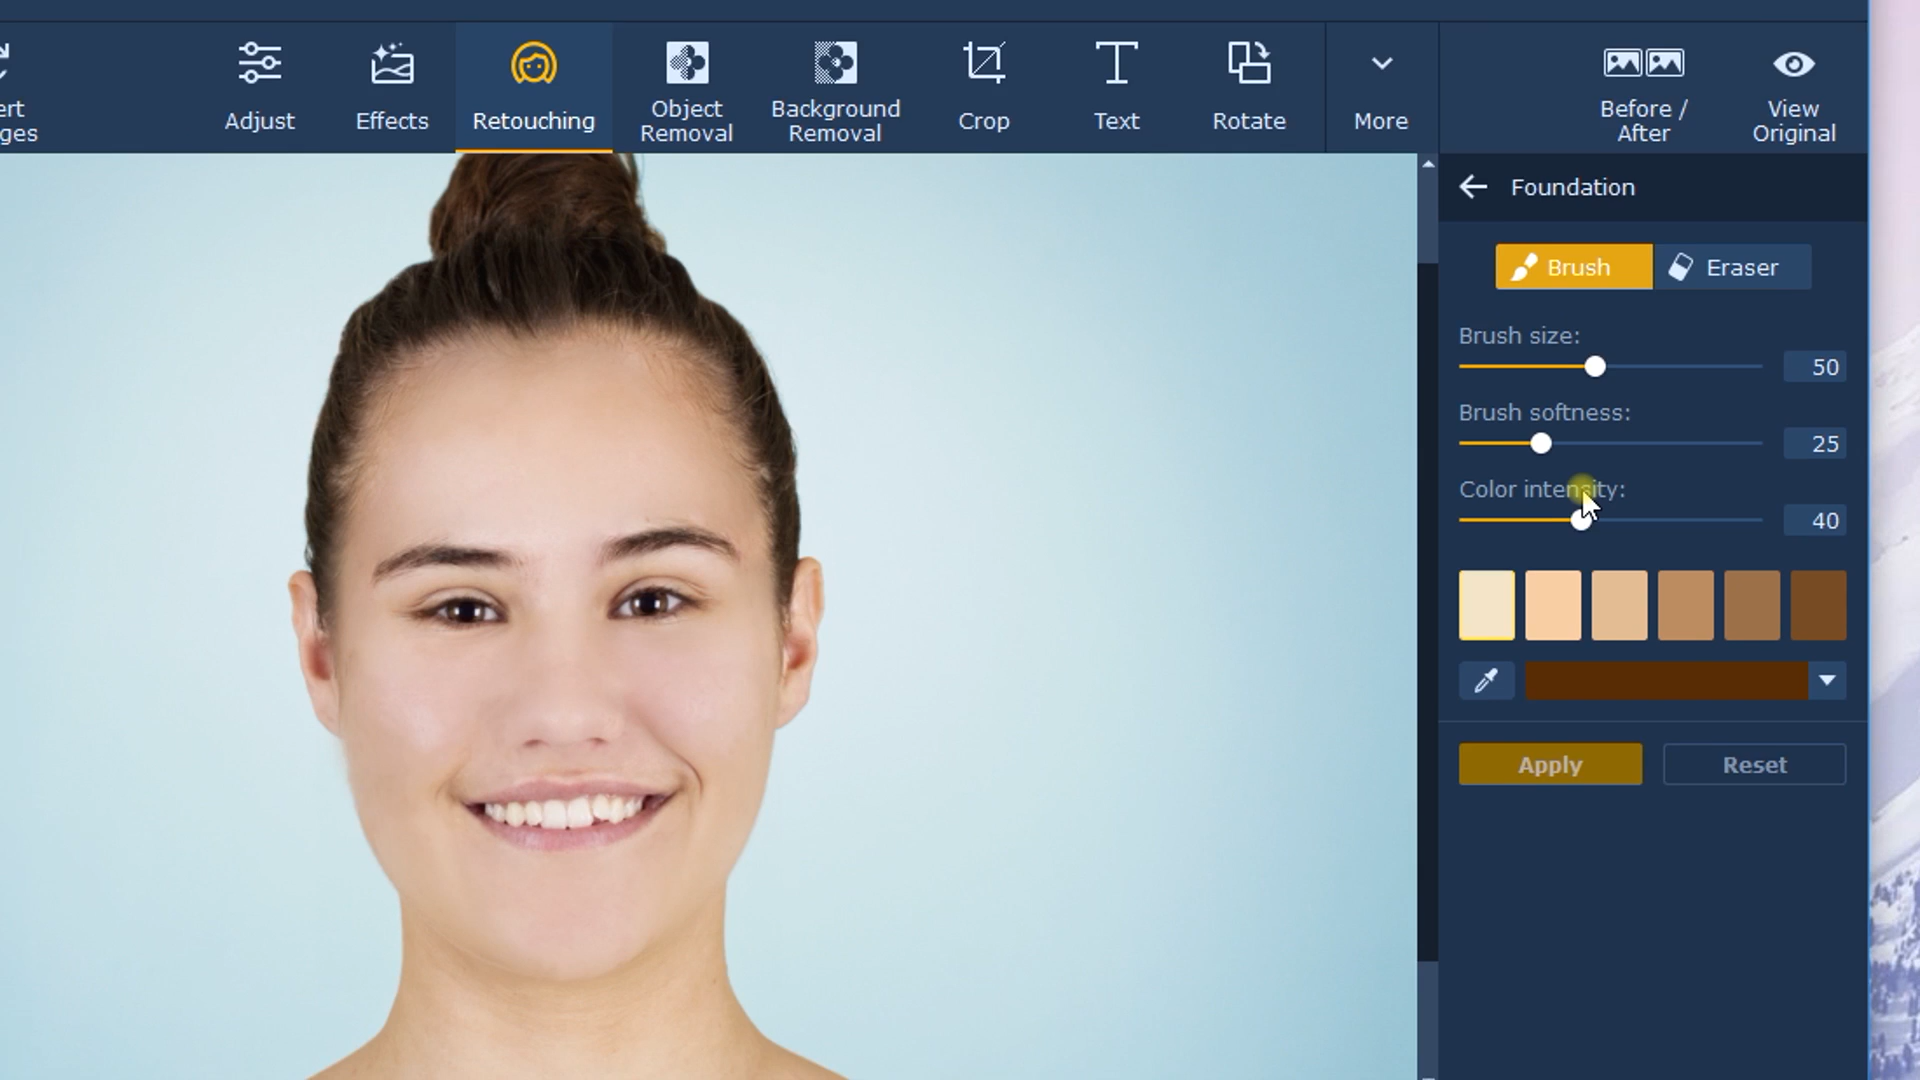 ert
ges
Adjust
Effects
Retouching
Object
Removal
Background
Removal
Crop
Text
Rotate
More
Before /
After
View
Original
Foundation
Brush
Eraser
Brush size:
50
Brush softness:
25
Color intensity:
40
Apply
Reset